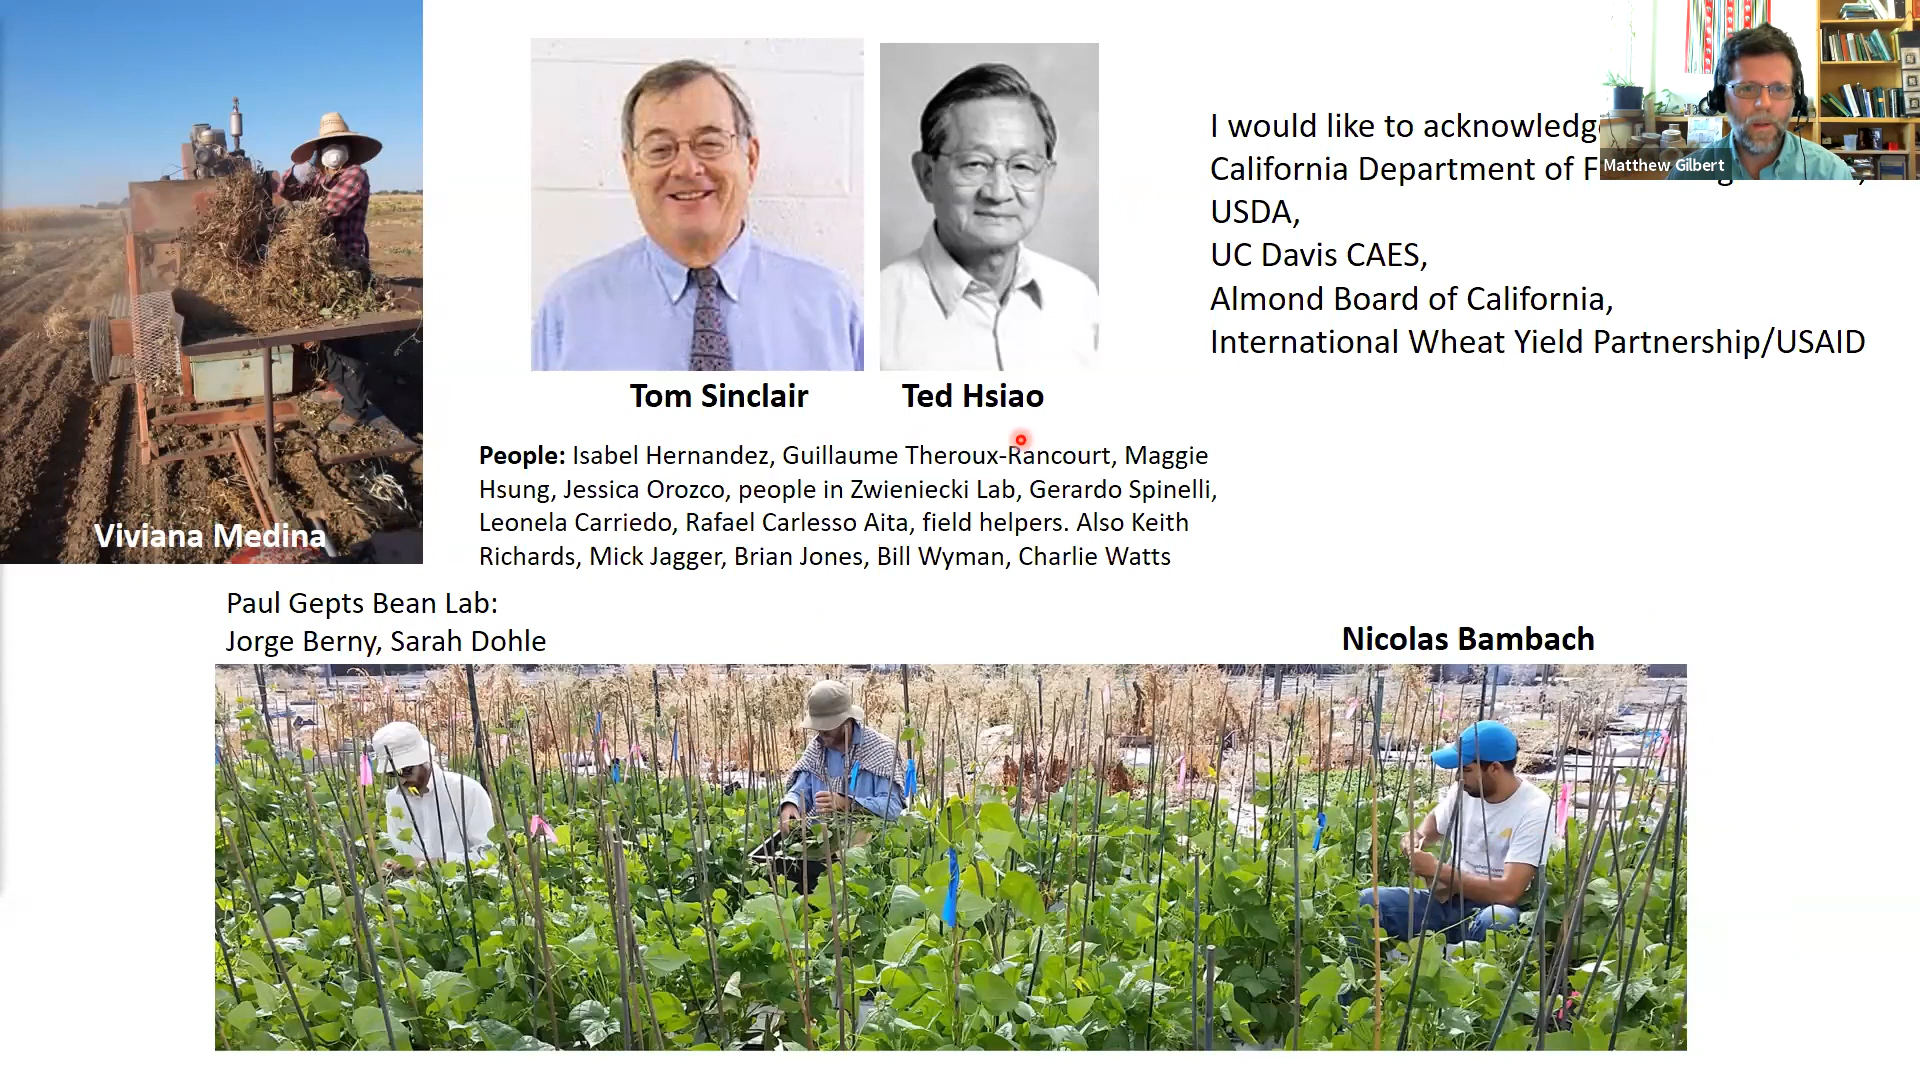 I would like to acknowledge
California Department of F
USDA,
UC Davis CAES,
Almond Board of California,
International Wheat Yield Partnership/USAID
Matthew Gilbert
Tom Sinclair
Ted Hsiao
People: Isabel Hernandez, Guillaume Theroux-Rancourt, Maggie
Hsung, Jessica Orozco, people in Zwieniecki Lab, Gerardo Spinelli,
Leonela Carriedo, Rafael Carlesso Aita, field helpers. Also Keith
Richards, Mick Jagger, Brian Jones, Bill Wyman, Charlie Watts
Viviana Medina
Paul Gepts Bean Lab:
Jorge Berny, Sarah Dohle
Nicolas Bambach